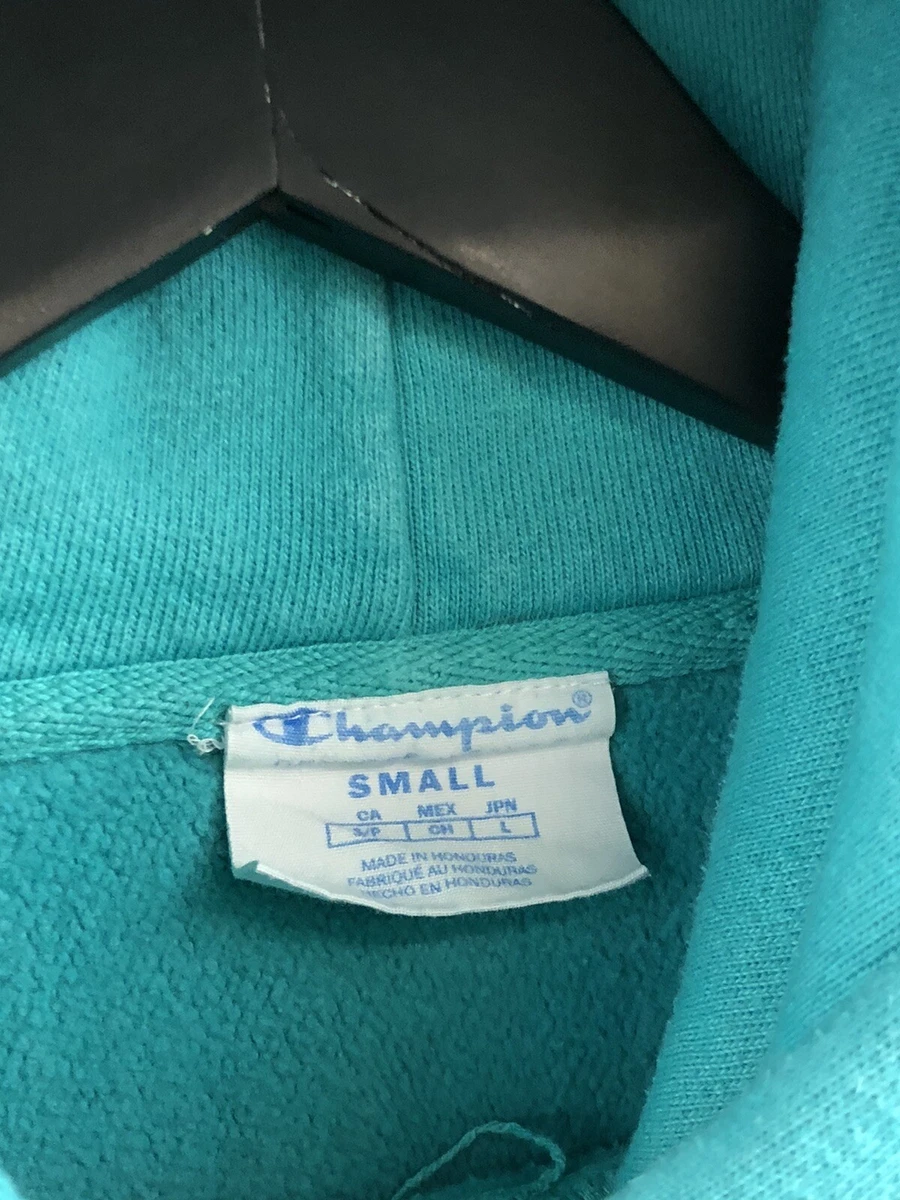 Champion®
SMALL
CA MEX JPN
S/P CH L
MADE IN HONDURAS
FABRIQUÉ AU HONDURAS
HECHO EN HONDURAS